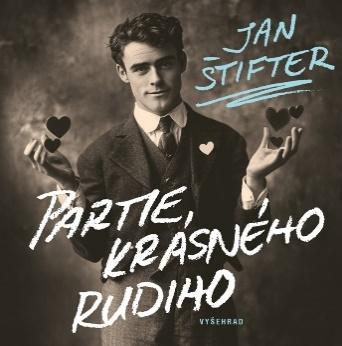 JAN
ŠTIFTER
PARTIE,
KRÁSNÉHO
RUDIHO
VYŠEHRAD